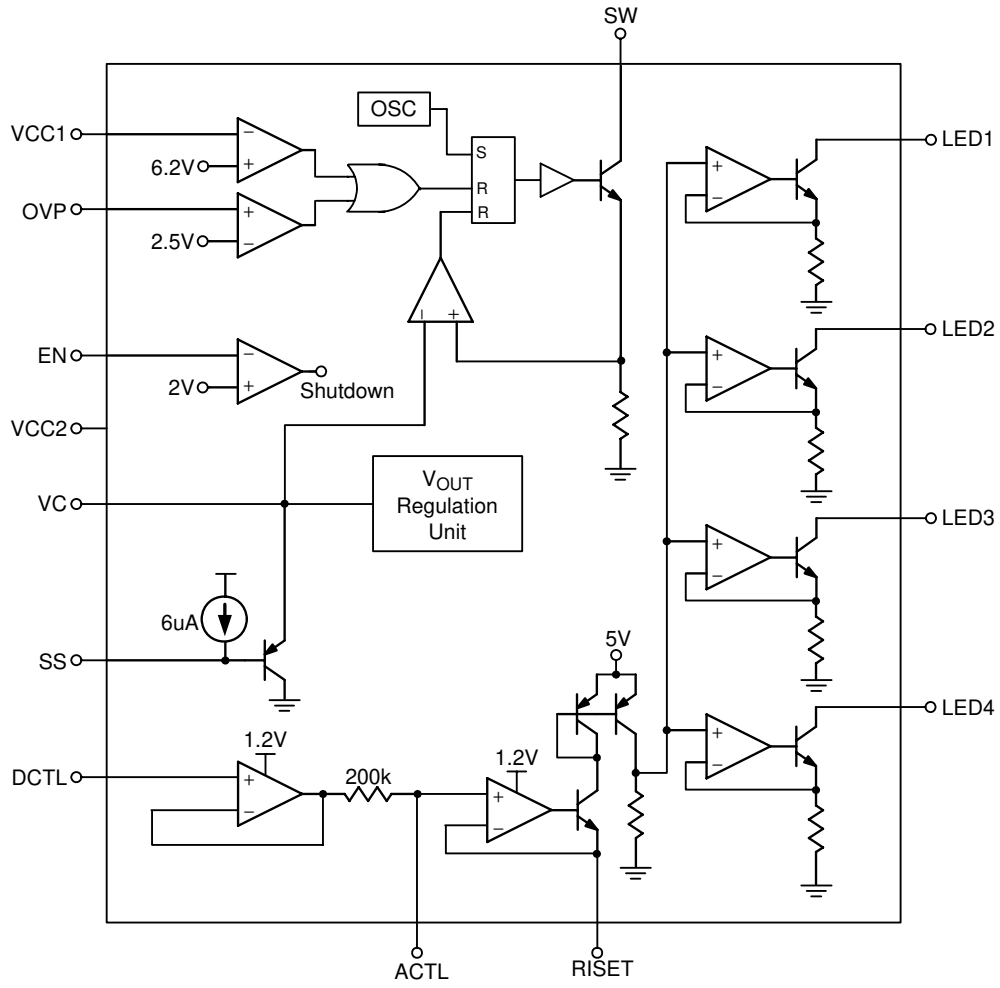 SW
OSC
VCC1
−
+
6.2V
S
R
R
OVP
+
−
2.5V
− +
EN
−
+
2V
Shutdown
VCC2
VC
VOUT
Regulation
Unit
6uA
SS
5V
DCTL
1.2V
+
−
200k
1.2V
+
−
ACTL
RISET
+
−
LED1
+
−
LED2
+
−
LED3
+
−
LED4